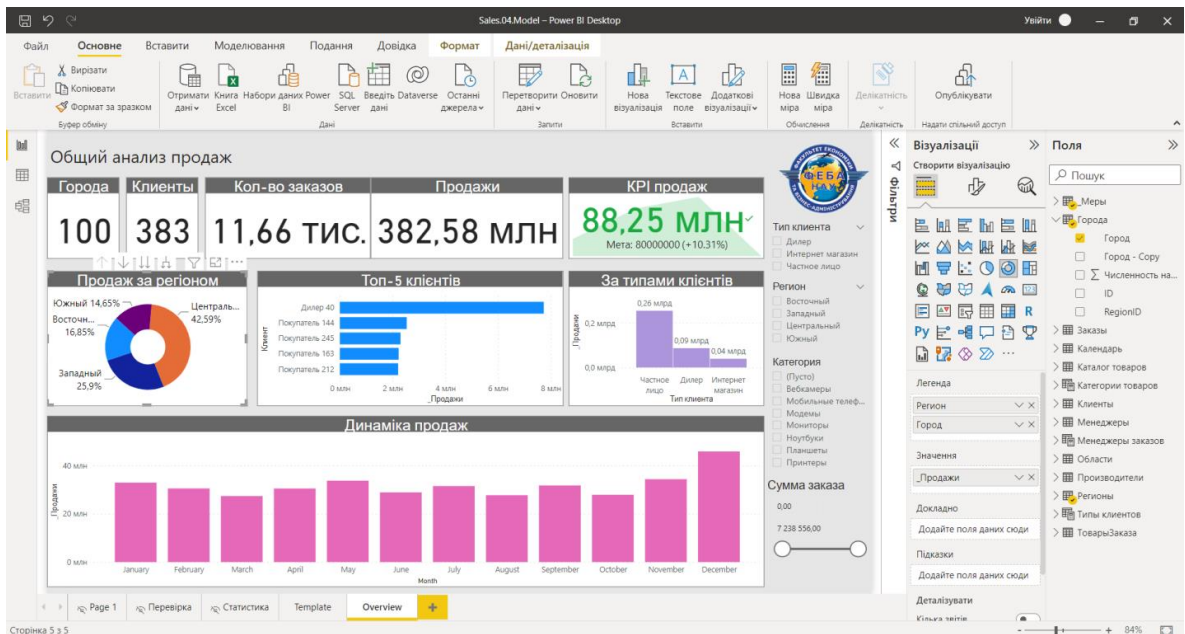 Sales.04.Model – Power BI Desktop
Увійти
Файл Основне Вставити Моделювання Подання Довідка Формат Дані/деталізація
Вставити
Вирізати
Копіювати
Формат за зразком
Буфер обміну
Отримати дані
Книга Excel
Набори даних Power BI
SQL Server
Введіть дані
Dataverse
Останні джерела
Дані
Перетворити дані
Оновити
Запити
Нова візуалізація
Текстове поле
Додаткові візуалізації
Вставити
Нова міра
Швидка міра
Обчислення
Делікатність
Делікатність
Опублікувати
Надати спільний доступ
Общий анализ продаж
Города
100
Клиенты
383
Кол-во заказов
11,66 тис.
Продажи
382,58 млн
KPI продаж
88,25 млн
Мета: 80000000 (+10.31%)
ФЕБА
НАУ
Продаж за регіоном
Южный 14,65%
Восточн...
16,85%
Западный
25,9%
Централь...
42,59%
Топ-5 клієнтів
Клиент
Дилер 40
Покупатель 144
Покупатель 245
Покупатель 163
Покупатель 212
0 млн 2 млн 4 млн 6 млн 8 млн
_Продажи
За типами клієнтів
_Продажи
0,2 млрд
0,0 млрд
0,26 млрд
0,09 млрд
0,04 млрд
Частное лицо
Дилер
Интернет магазин
Тип клиента
Динаміка продаж
_Продажи
40 млн
20 млн
0 млн
January February March April May June July August September October November December
Month
Тип клиента
Дилер
Интернет магазин
Частное лицо
Регион
Восточный
Западный
Центральный
Южный
Категория
(Пусто)
Вебкамеры
Мобильные телеф...
Модемы
Мониторы
Ноутбуки
Планшеты
Принтеры
Сумма заказа
0,00
7 238 556,00
Фільтри
Візуалізації
Створити візуалізацію
R
Py
Легенда
Регион
Город
Значення
_Продажи
Докладно
Додайте поля даних сюди
Підказки
Додайте поля даних сюди
Деталізувати
Кілька звітів
Поля
Пошук
_Меры
Города
Город
Город - Copy
Численность на...
ID
RegionID
Заказы
Календарь
Каталог товаров
Категории товаров
Клиенты
Менеджеры
Менеджеры заказов
Области
Производители
Регионы
Типы клиентов
ТоварыЗаказа
Page 1 Перевірка Статистика Template Overview +
Сторінка 5 з 5
84%